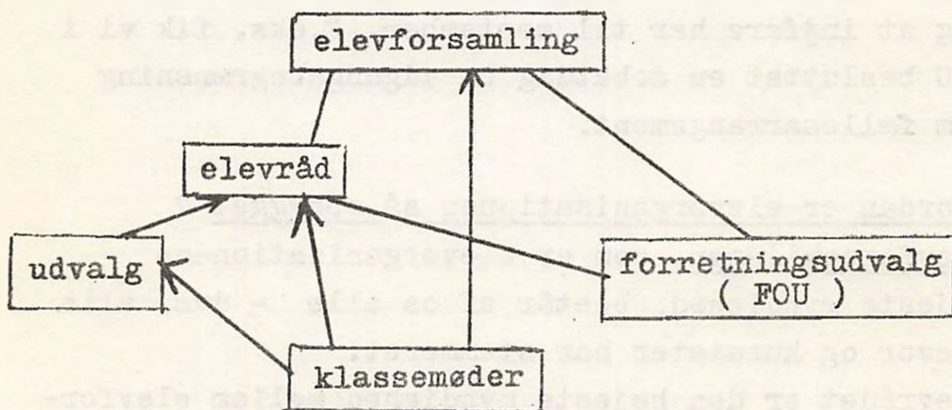 elevforsamling
elevråd
udvalg
forretningsudvalg
( FOU )
klassemøder